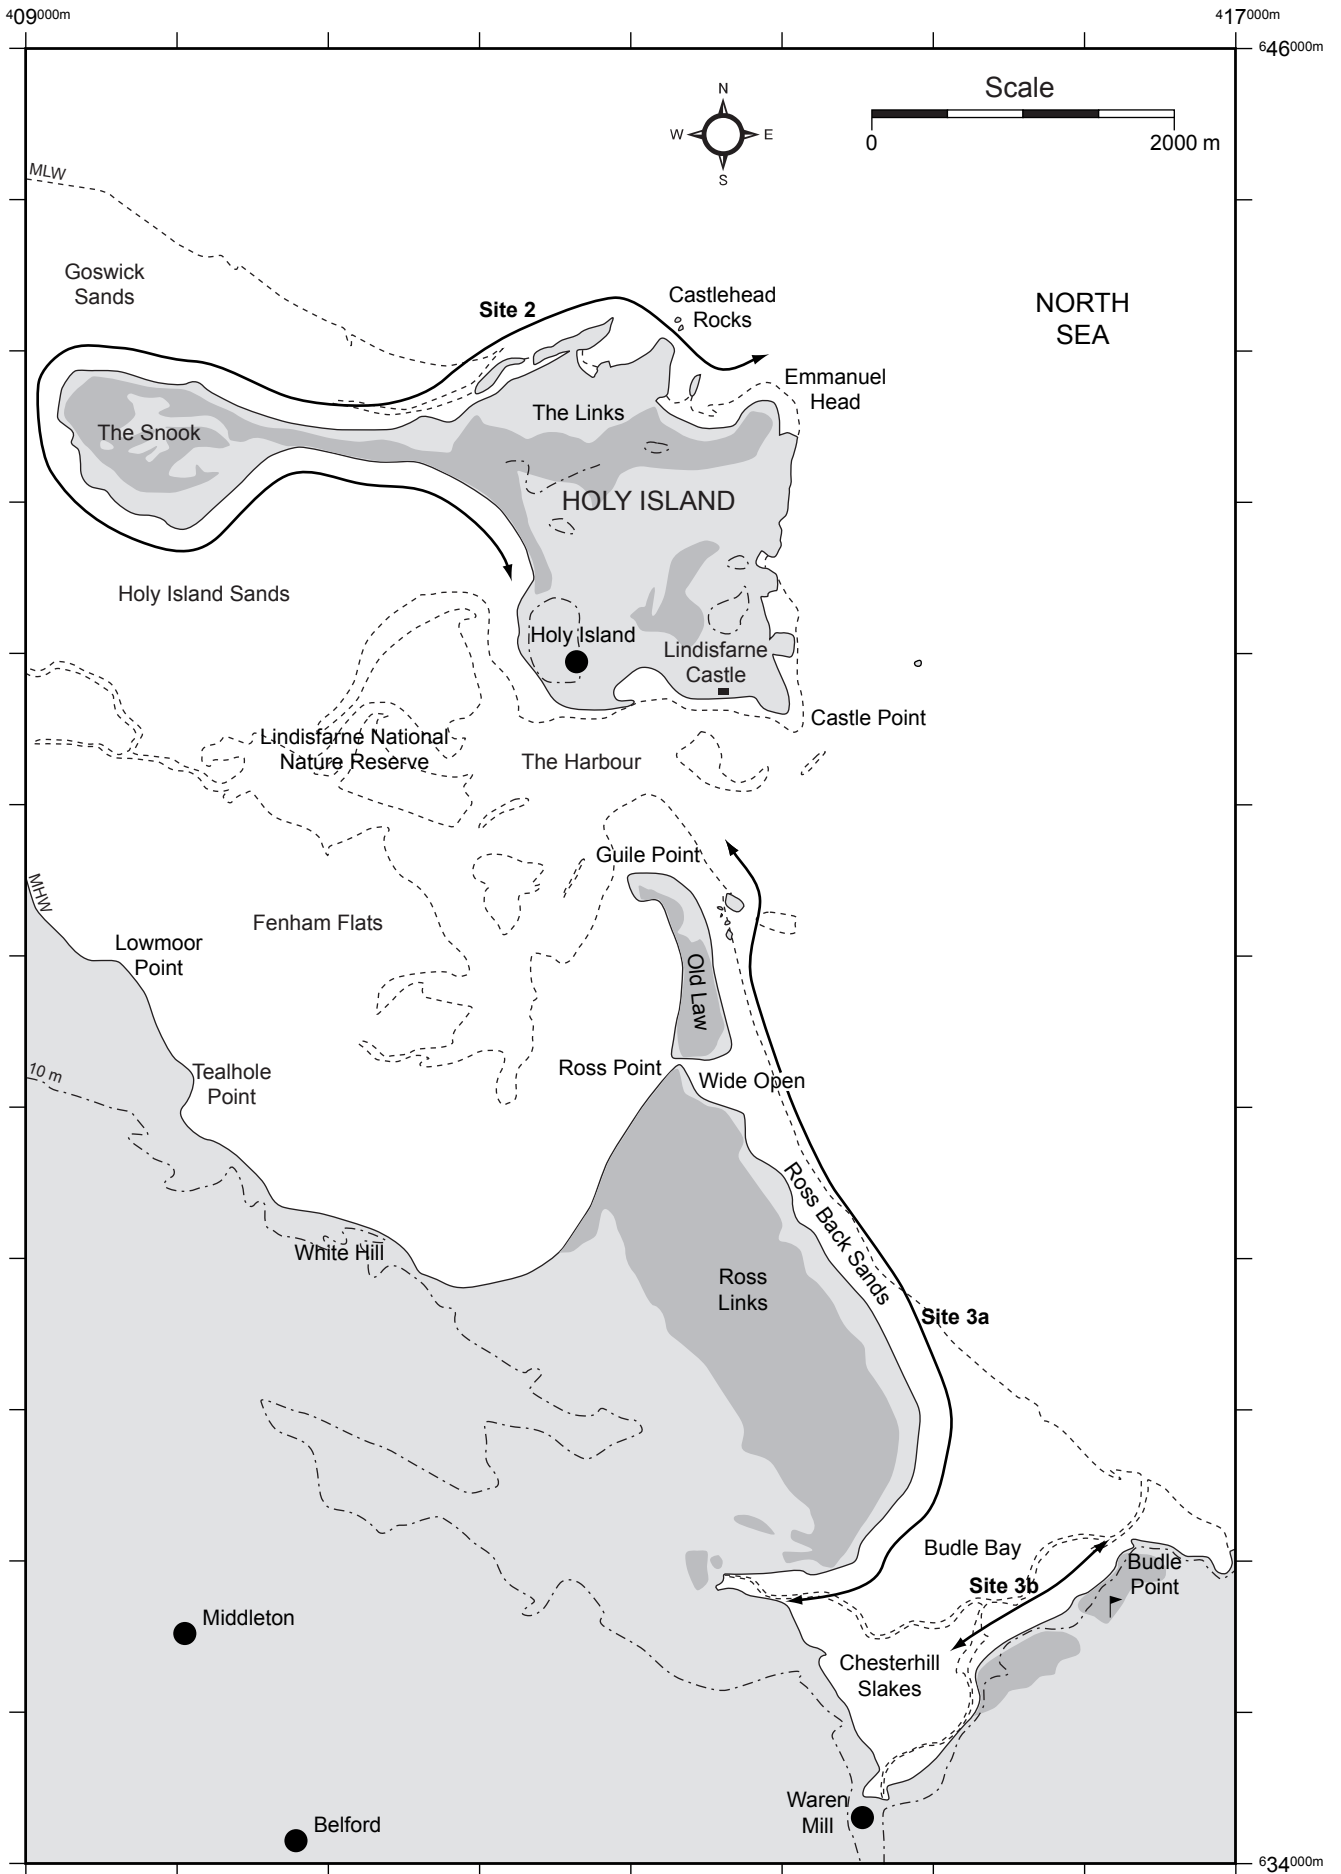 409000m
417000m
646000m
Scale
0
2000 m
N
W
E
S
MLW
Goswick
Sands
Site 2
Castlehead
Rocks
NORTH
SEA
Emmanuel
Head
The Links
The Snook
HOLY ISLAND
Holy Island Sands
Holy Island
Lindisfarne
Castle
Castle Point
Lindisfarne National
Nature Reserve
The Harbour
Guile Point
MHW
Fenham Flats
Lowmoor
Point
Old Law
Tealhole
Point
10 m
Ross Point
Wide Open
Ross Back Sands
White Hill
Ross
Links
Site 3a
Budle Bay
Budle
Point
Site 3b
Middleton
Chesterhill
Slakes
Waren
Mill
Belford
634000m